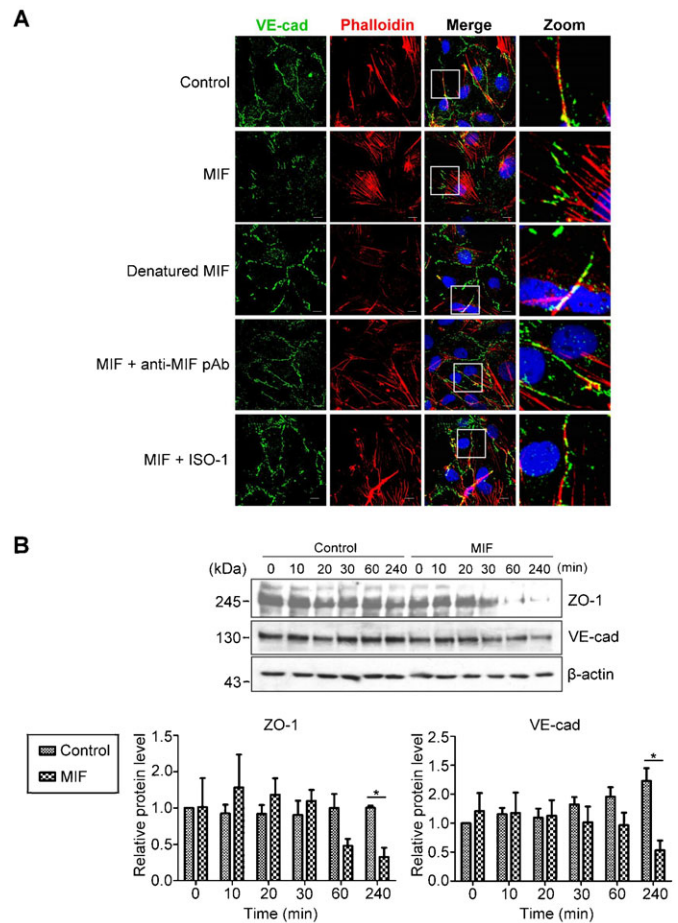 A
VE-cad Phalloidin Merge Zoom
Control
MIF
Denatured MIF
MIF + anti-MIF pAb
MIF + ISO-1
B
Control MIF
(kDa) 0 10 20 30 60 240 0 10 20 30 60 240 (min)
245 ZO-1
130 VE-cad
43 β-actin
Control
MIF
ZO-1
Relative protein level
1.5
2.0
1.0
0.5
0.0
*
0 10 20 30 60 240
Time (min)
VE-cad
Relative protein level
1.5
2.0
1.0
0.5
0.0
*
0 10 20 30 60 240
Time (min)